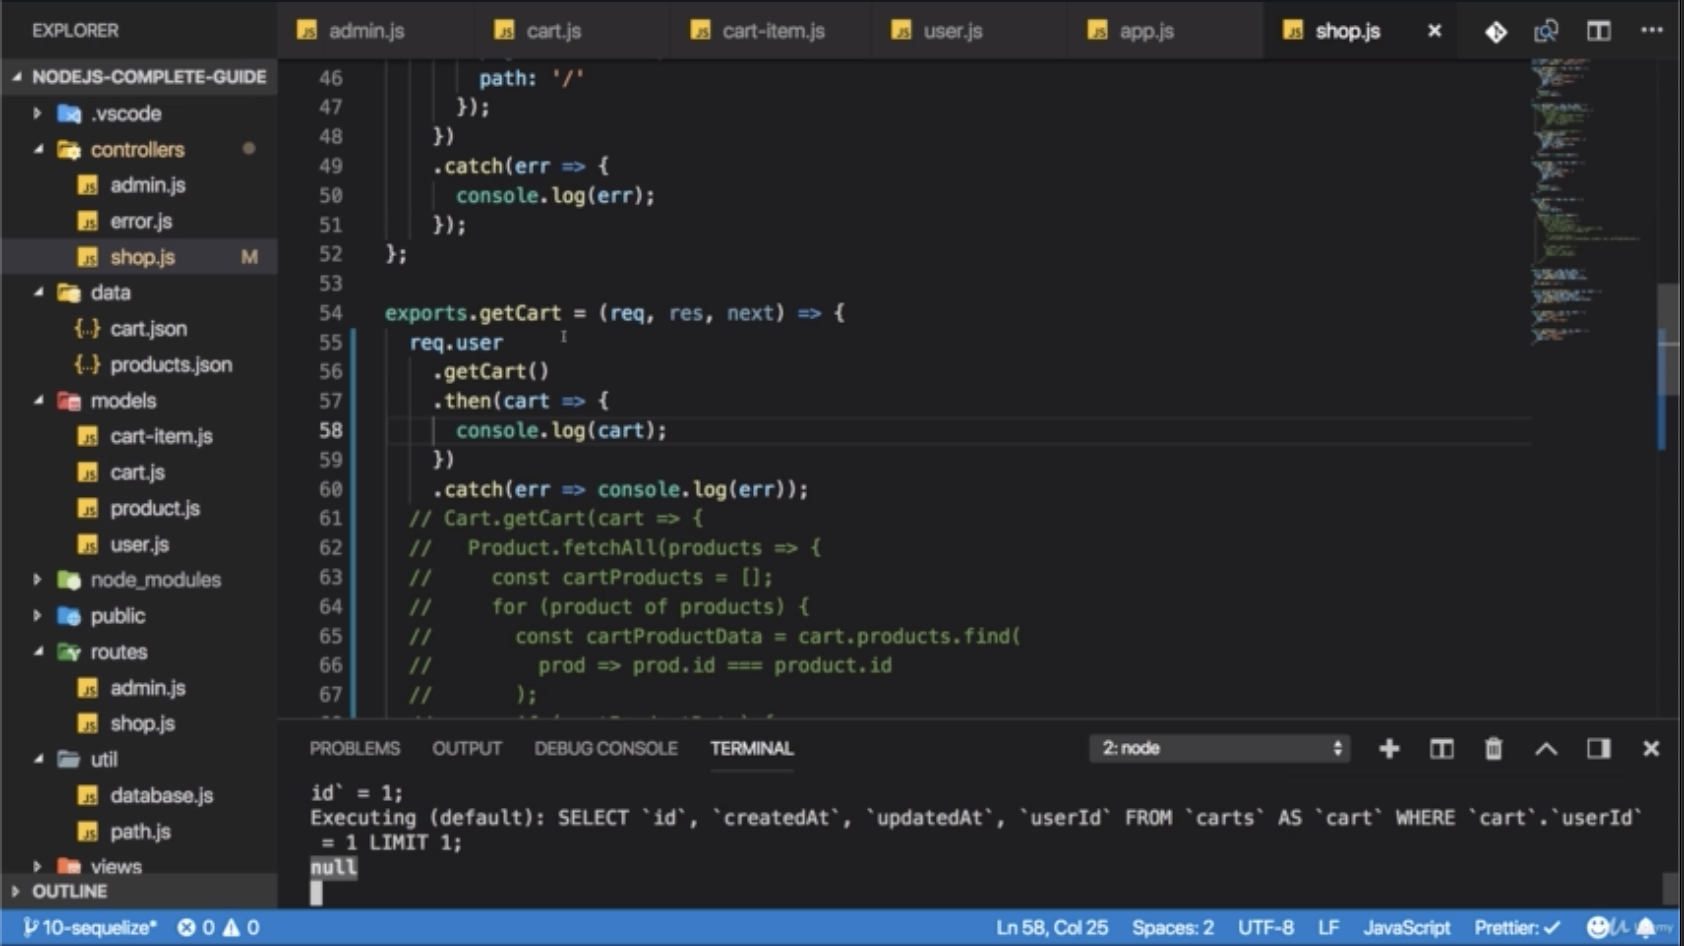 EXPLORER
admin.js
cart.js
cart-item.js
user.js
app.js
shop.js
NODEJS-COMPLETE-GUIDE
.vscode
controllers
admin.js
error.js
shop.js M
data
cart.json
products.json
models
cart-item.js
cart.js
product.js
user.js
node_modules
public
routes
admin.js
shop.js
util
database.js
path.js
views
OUTLINE
46 path: '/'
47 });
48 })
49 .catch(err => {
50 console.log(err);
51 });
52 };
53
54 exports.getCart = (req, res, next) => {
55 req.user
56 .getCart()
57 .then(cart => {
58 console.log(cart);
59 })
60 .catch(err => console.log(err));
61 // Cart.getCart(cart => {
62 // Product.fetchAll(products => {
63 // const cartProducts = [];
64 // for (product of products) {
65 // const cartProductData = cart.products.find(
66 // prod => prod.id === product.id
67 // );
PROBLEMS OUTPUT DEBUG CONSOLE TERMINAL 2: node
id` = 1;
Executing (default): SELECT `id`, `createdAt`, `updatedAt`, `userId` FROM `carts` AS `cart` WHERE `cart`.`userId`
= 1 LIMIT 1;
null
10-sequelize* 0 0 Ln 58, Col 25 Spaces: 2 UTF-8 LF JavaScript Prettier: ✓